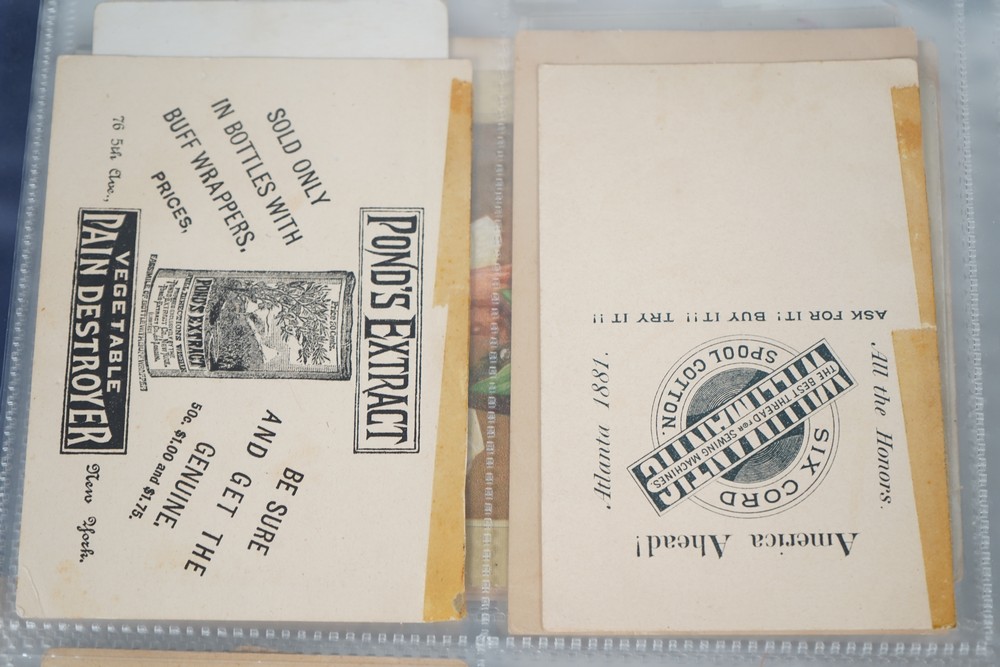 POND'S EXTRACT
SOLD ONLY
IN BOTTLES WITH
BUFF WRAPPERS,
PRICES,
BE SURE
AND GET THE
GENUINE,
50c. $1.00 and $1.75.
POND'S EXTRACT
76 5th Ave.,
VEGETABLE
PAIN DESTROYER
New York.
America Ahead!
SIX CORD
WILLIMANTIC
THE BEST THREAD FOR SEWING MACHINES.
SPOOL COTTON
All the Honors.
Atlanta 1881.
ASK FOR IT! BUY IT!! TRY IT!!